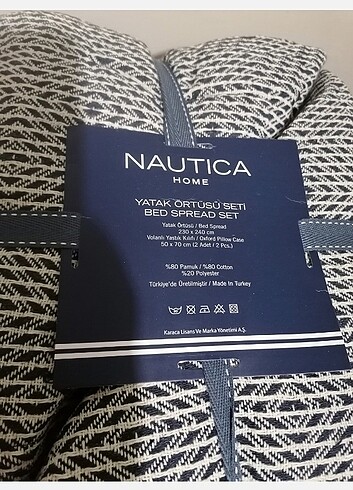 NAUTICA
HOME
YATAK ÖRTÜSÜ SETİ
BED SPREAD SET
Yatak Örtüsü / Bed Spread
230 x 240 cm
Volanlı Yastık Kılıfı / Oxford Pillow Case
50 x 70 cm (2 Adet / 2 Pcs.)
%80 Pamuk / %80 Cotton
%20 Polyester
Türkiye'de Üretilmiştir / Made In Turkey
Karaca Lisans Ve Marka Yönetimi A.Ş.